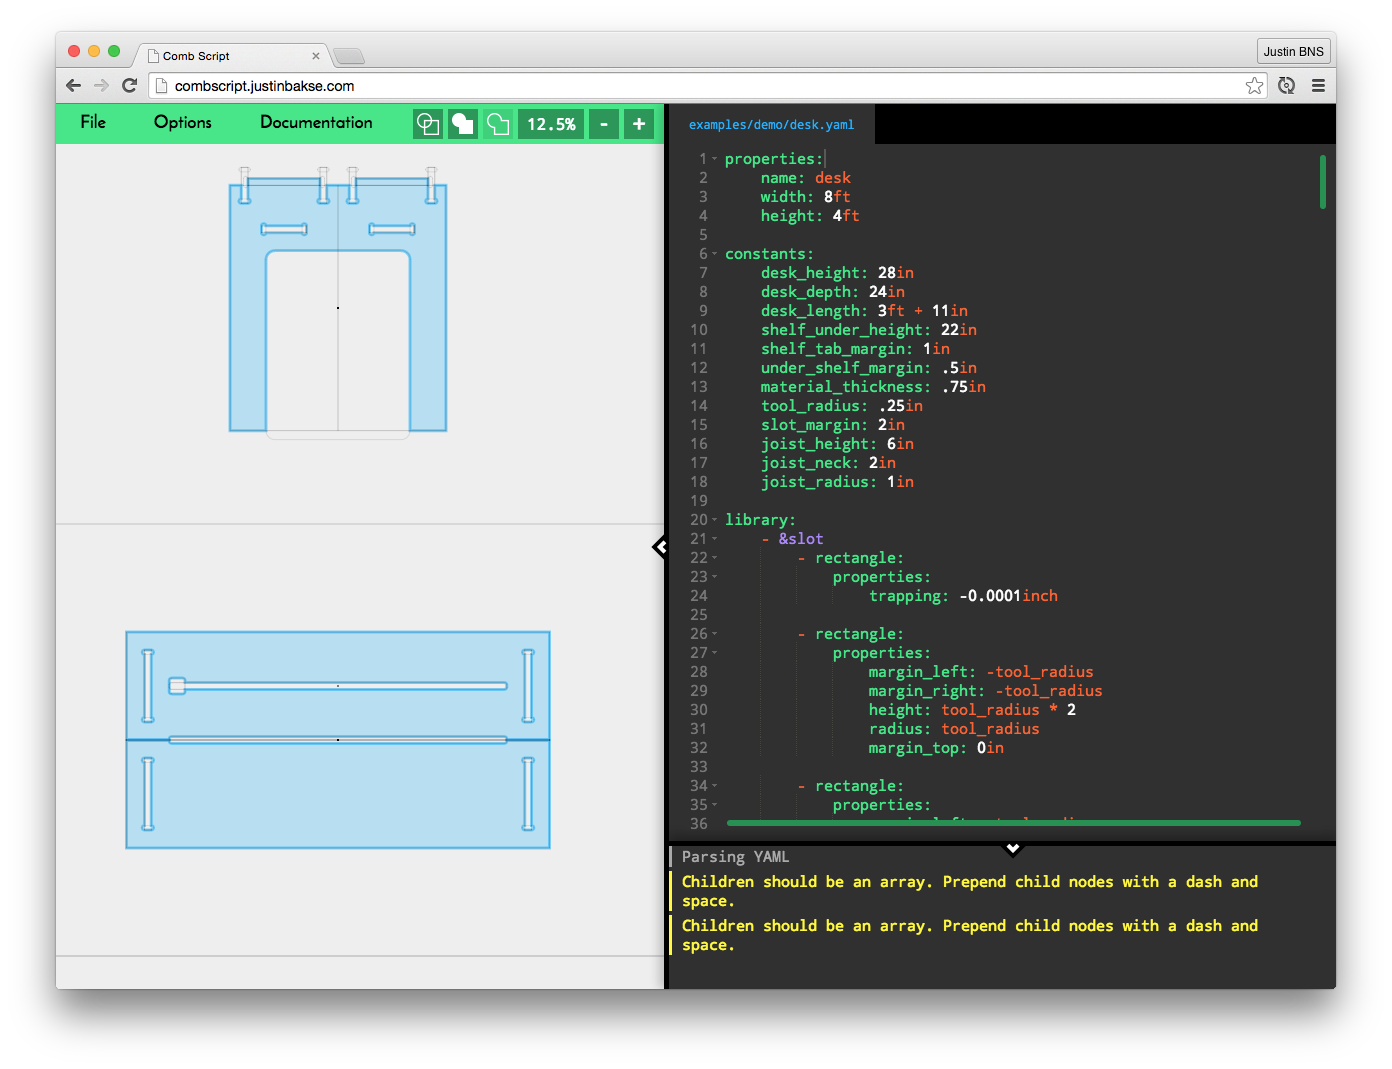 Comb Script
Justin BNS
combscript.justinbakse.com
File Options Documentation 12.5% - +
examples/demo/desk.yaml
1 properties:
2 name: desk
3 width: 8ft
4 height: 4ft
5
6 constants:
7 desk_height: 28in
8 desk_depth: 24in
9 desk_length: 3ft + 11in
10 shelf_under_height: 22in
11 shelf_tab_margin: 1in
12 under_shelf_margin: .5in
13 material_thickness: .75in
14 tool_radius: .25in
15 slot_margin: 2in
16 joist_height: 6in
17 joist_neck: 2in
18 joist_radius: 1in
19
20 library:
21 - &slot
22 - rectangle:
23 properties:
24 trapping: -0.0001inch
25
26 - rectangle:
27 properties:
28 margin_left: -tool_radius
29 margin_right: -tool_radius
30 height: tool_radius * 2
31 radius: tool_radius
32 margin_top: 0in
33
34 - rectangle:
35 properties:
36
Parsing YAML
Children should be an array. Prepend child nodes with a dash and
space.
Children should be an array. Prepend child nodes with a dash and
space.